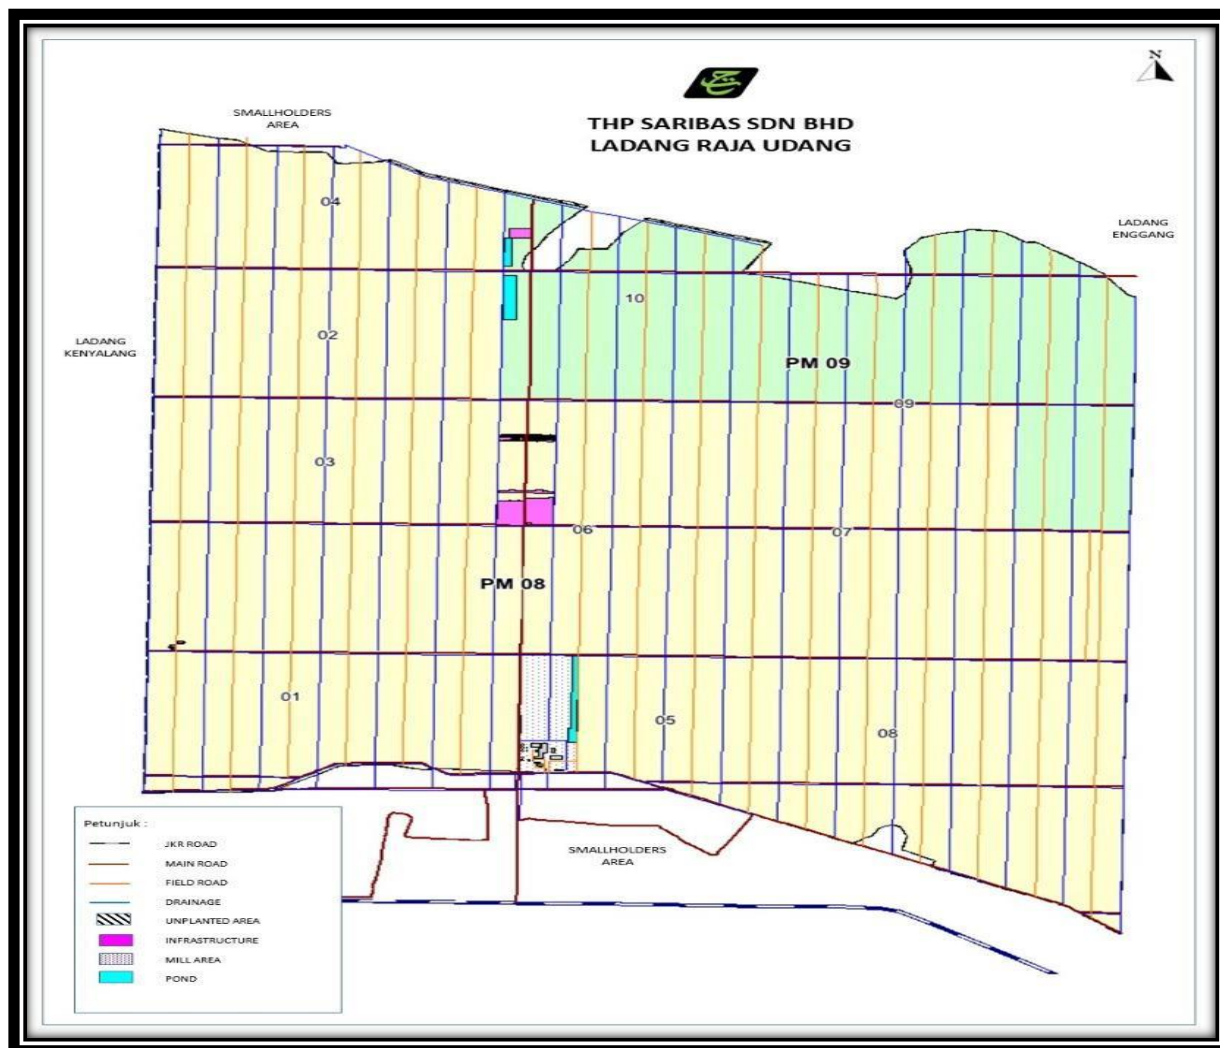 N
THP SARIBAS SDN BHD
LADANG RAJA UDANG
SMALLHOLDERS
AREA
04
LADANG
ENGGANG
10
02
LADANG
KENYALANG
PM 09
09
03
06
07
PM 08
01
05
08
SMALLHOLDERS
AREA
Petunjuk :
JKR ROAD
MAIN ROAD
FIELD ROAD
DRAINAGE
UNPLANTED AREA
INFRASTRUCTURE
MILL AREA
POND